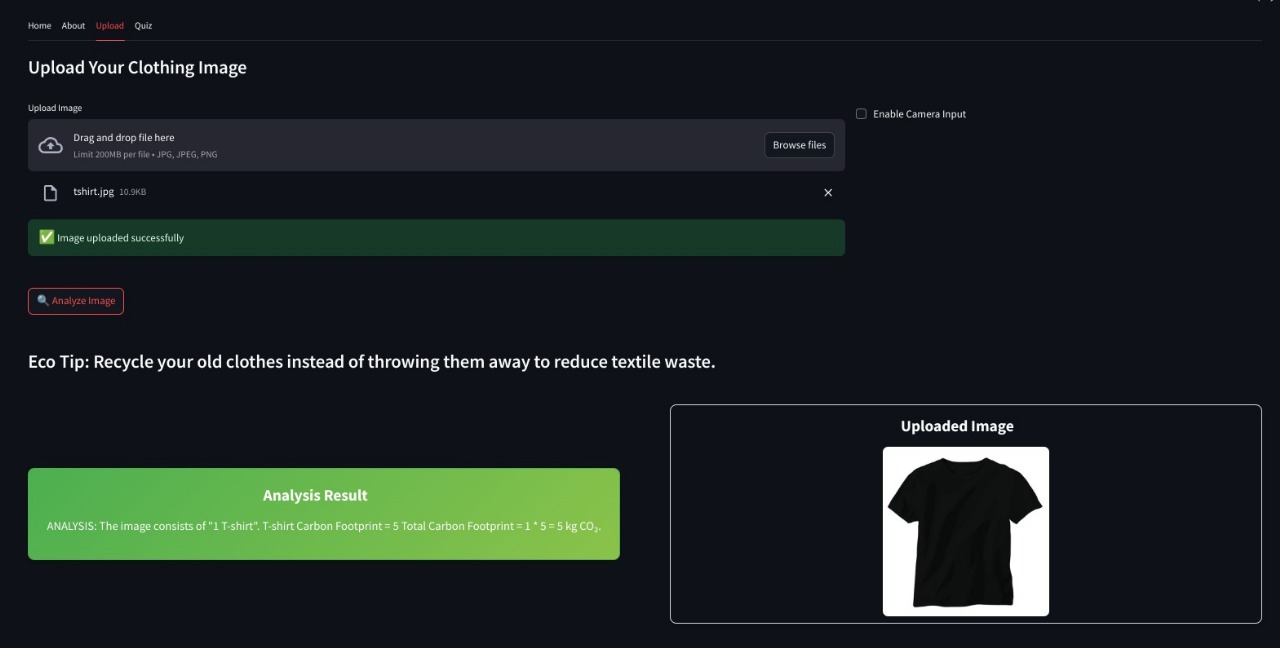 Home About Upload Quiz
Upload Your Clothing Image
Upload Image
Enable Camera Input
Drag and drop file here
Limit 200MB per file • JPG, JPEG, PNG
Browse files
tshirt.jpg 10.9KB
✅ Image uploaded successfully
🔍 Analyze Image
Eco Tip: Recycle your old clothes instead of throwing them away to reduce textile waste.
Analysis Result
ANALYSIS: The image consists of "1 T-shirt". T-shirt Carbon Footprint = 5 Total Carbon Footprint = 1 * 5 = 5 kg CO₂.
Uploaded Image